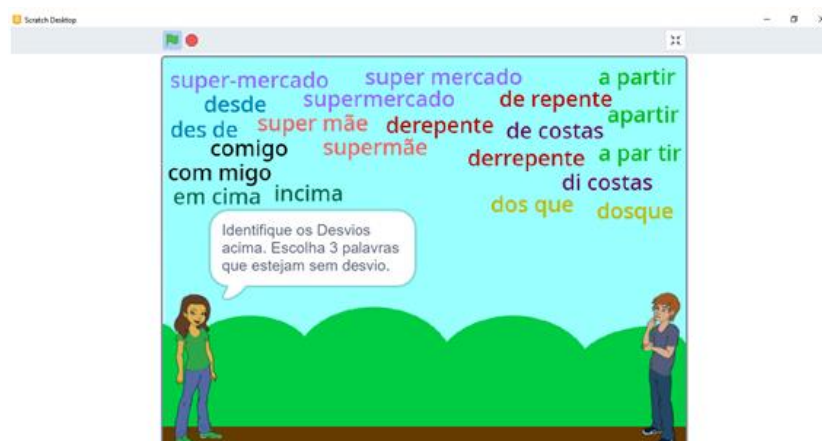 Scratch Desktop
super-mercado super mercado a partir
desde supermercado de repente
des de super mãe derepente de costas apartir
comigo supermãe derrepente a par tir
com migo di costas
em cima incima dos que dosque
Identifique os Desvios
acima. Escolha 3 palavras
que estejam sem desvio.